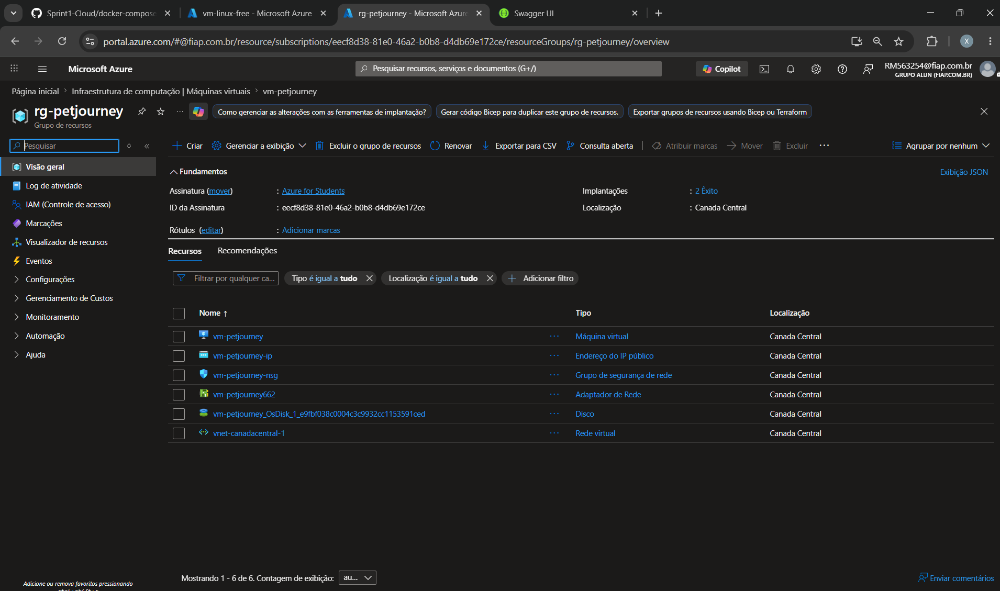 Sprint1-Cloud/docker-compose
vm-linux-free - Microsoft Azure
rg-petjourney - Microsoft Azure
Swagger UI
portal.azure.com/#@fiap.com.br/resource/subscriptions/eecf8d38-81e0-46a2-b0b8-d4db69e172ce/resourceGroups/rg-petjourney/overview
X
Microsoft Azure
Pesquisar recursos, serviços e documentos (G+/)
Copilot
RM563254@fiap.com.br
GRUPO ALUN (FIAP.COM.BR)
Página inicial
Infraestrutura de computação | Máquinas virtuais
vm-petjourney
rg-petjourney
Grupo de recursos
Como gerenciar as alterações com as ferramentas de implantação?
Gerar código Bicep para duplicar este grupo de recursos.
Exportar grupos de recursos usando Bicep ou Terraform
Pesquisar
Visão geral
Log de atividade
IAM (Controle de acesso)
Marcações
Visualizador de recursos
Eventos
Configurações
Gerenciamento de Custos
Monitoramento
Automação
Ajuda
Criar
Gerenciar a exibição
Excluir o grupo de recursos
Renovar
Exportar para CSV
Consulta aberta
Atribuir marcas
Mover
Excluir
Agrupar por nenhum
Fundamentos
Exibição JSON
Assinatura (mover) : Azure for Students
ID da Assinatura : eecf8d38-81e0-46a2-b0b8-d4db69e172ce
Rótulos (editar) : Adicionar marcas
Implantações : 2 Êxito
Localização : Canada Central
Recursos
Recomendações
Filtrar por qualquer ca...
Tipo é igual a tudo
Localização é igual a tudo
Adicionar filtro
Nome ↑ Tipo Localização
vm-petjourney Máquina virtual Canada Central
vm-petjourney-ip Endereço do IP público Canada Central
vm-petjourney-nsg Grupo de segurança de rede Canada Central
vm-petjourney662 Adaptador de Rede Canada Central
vm-petjourney_OsDisk_1_e9fbf038c0004c3c9932cc1153591ced Disco Canada Central
vnet-canadacentral-1 Rede virtual Canada Central
Mostrando 1 - 6 de 6. Contagem de exibição: au...
Enviar comentários
Adicione ou remova favoritos pressionando